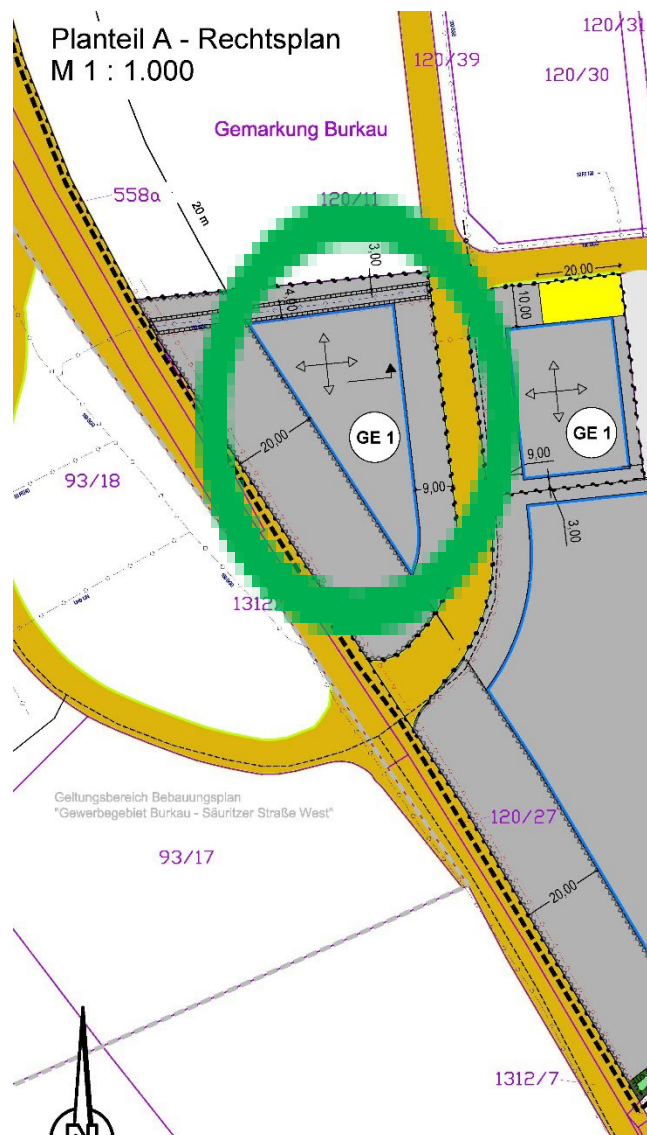 Planteil A - Rechtsplan
M 1 : 1.000
120/31
120/39
120/30
Gemarkung Burkau
558a
120/11
20 m
3,00
4,00
20,00
10,00
GE 1
GE 1
20,00
9,00
9,00
3,00
93/18
1312
Geltungsbereich Bebauungsplan
"Gewerbegebiet Burkau - Säuritzer Straße West"
120/27
93/17
20,00
1312/7
N